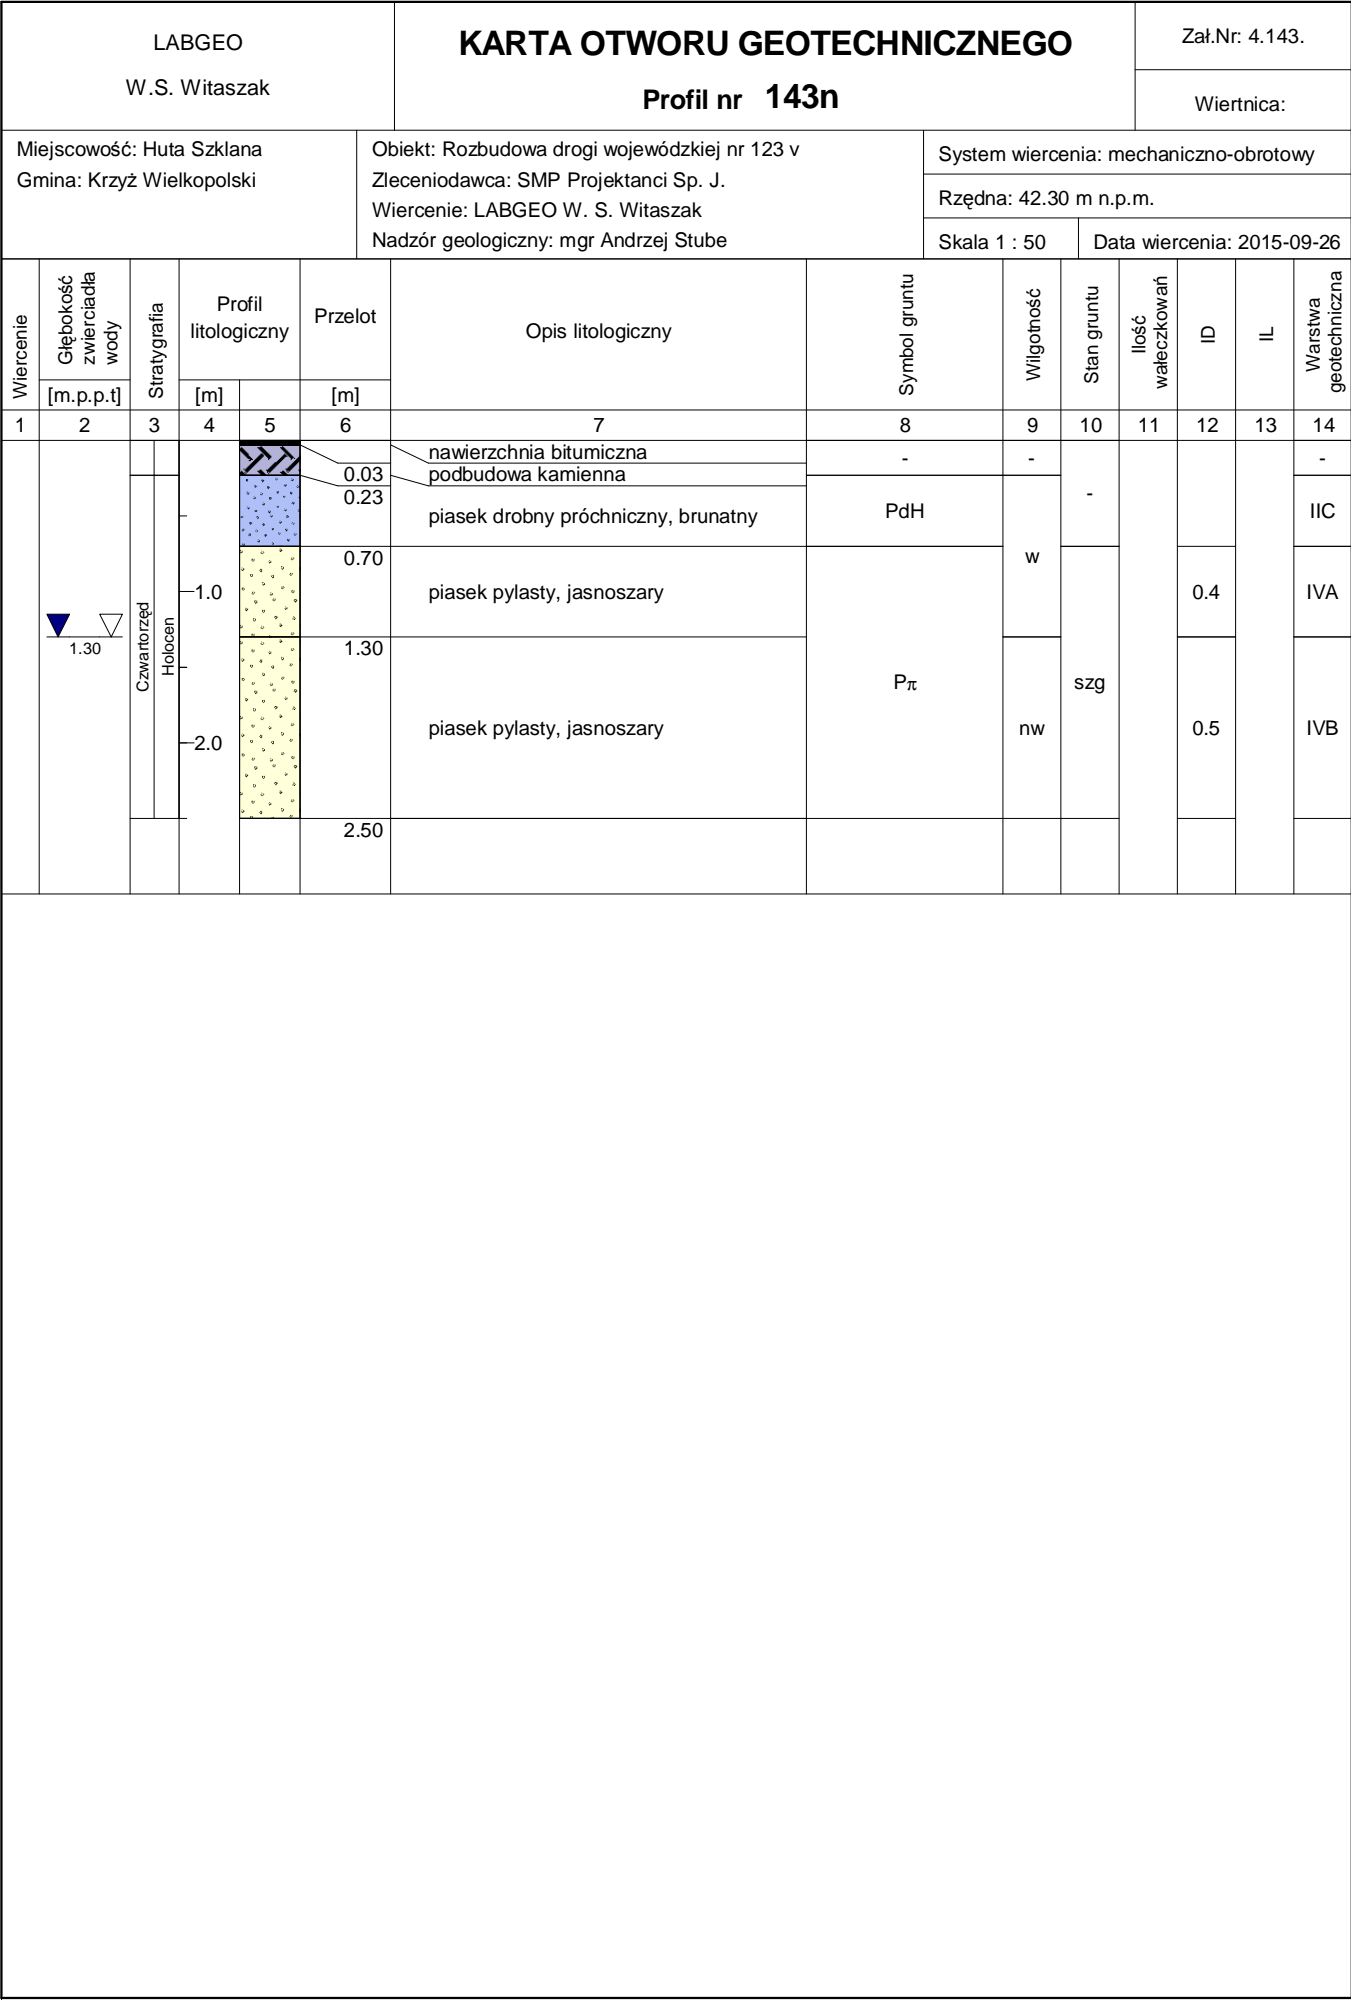 LABGEO
W.S. Witaszak
KARTA OTWORU GEOTECHNICZNEGO
Profil nr 143n
Zał.Nr: 4.143.
Wiertnica:
Miejscowość: Huta Szklana
Gmina: Krzyż Wielkopolski
Obiekt: Rozbudowa drogi wojewódzkiej nr 123 v
Zleceniodawca: SMP Projektanci Sp. J.
Wiercenie: LABGEO W. S. Witaszak
Nadzór geologiczny: mgr Andrzej Stube
System wiercenia: mechaniczno-obrotowy
Rzędna: 42.30 m n.p.m.
Skala 1 : 50
Data wiercenia: 2015-09-26
Wiercenie
Głębokość
zwierciadła
wody
[m.p.p.t]
Stratygrafia
Profil
litologiczny
[m]
Przelot
[m]
Opis litologiczny
Symbol gruntu
Wilgotność
Stan gruntu
Ilość
wałeczkowań
ID
IL
Warstwa
geotechniczna
1 2 3 4 5 6 7 8 9 10 11 12 13 14
nawierzchnia bitumiczna
- - -
0.03 podbudowa kamienna
0.23
piasek drobny próchniczny, brunatny PdH - IIC
0.70
w
1.0 piasek pylasty, jasnoszary 0.4 IVA
1.30
Czwartorzęd
Holocen
1.30
Pπ szg
2.0 piasek pylasty, jasnoszary nw 0.5 IVB
2.50